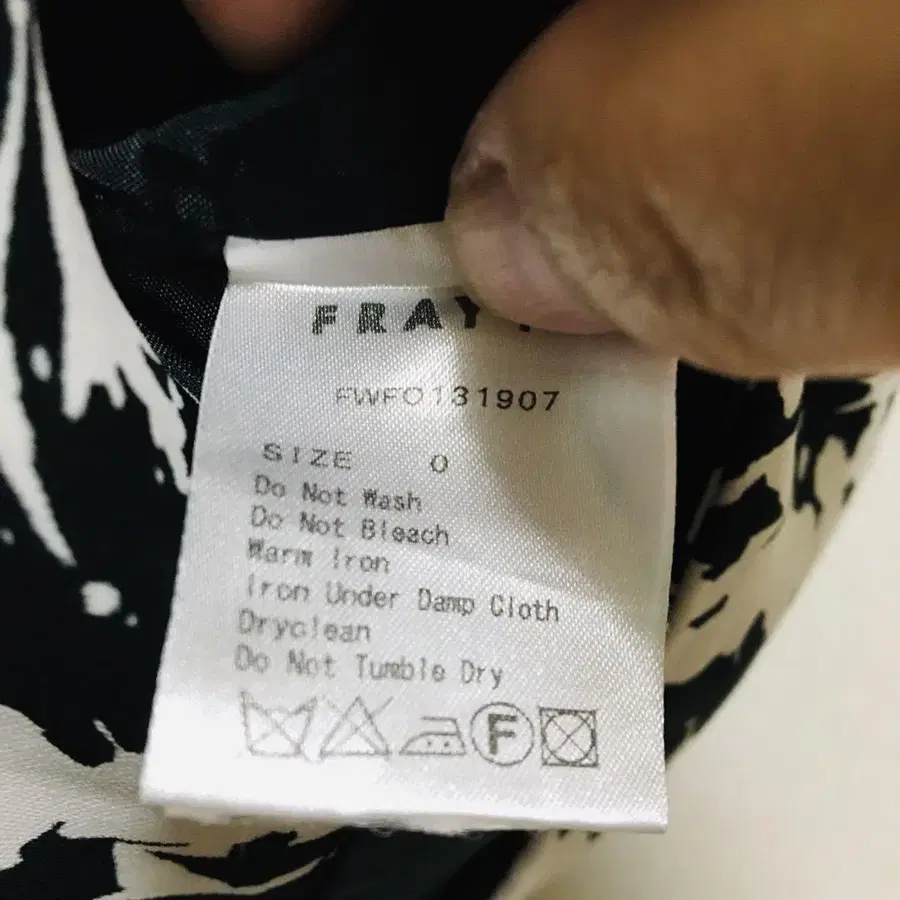 FRAY
FWFO131907
SIZE 0
Do Not Wash
Do Not Bleach
Warm Iron
Iron Under Damp Cloth
Dryclean
Do Not Tumble Dry
F